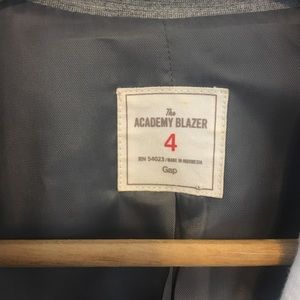 The
ACADEMY BLAZER
4
RN 54023 / MADE IN INDONESIA
Gap